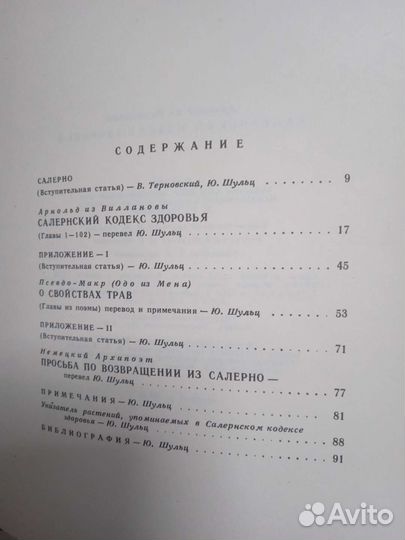 СОДЕРЖАНИЕ
САЛЕРНО
(Вступительная статья) — В. Терновский, Ю. Шульц . . . . . . . . 9
Арнольд из Виллановы
САЛЕРНСКИЙ КОДЕКС ЗДОРОВЬЯ
(Главы 1—102) — перевел Ю. Шульц . . . . . . . . 17
ПРИЛОЖЕНИЕ — I
(Вступительная статья) — Ю. Шульц . . . . . . . . 45
Псевдо-Макр (Одо из Мена)
О СВОЙСТВАХ ТРАВ
(Главы из поэмы) перевод и примечания — Ю. Шульц . . . . . . . . 53
ПРИЛОЖЕНИЕ — II
(Вступительная статья) — Ю. Шульц . . . . . . . . 71
Немецкий Архипоэт
ПРОСЬБА ПО ВОЗВРАЩЕНИИ ИЗ САЛЕРНО —
перевел Ю. Шульц . . . . . . . . 77
ПРИМЕЧАНИЯ — Ю. Шульц . . . . . . . . 81
Указатель растений, упоминаемых в Салернском кодексе
здоровья — Ю. Шульц . . . . . . . . 88
БИБЛИОГРАФИЯ — Ю. Шульц . . . . . . . . 91
Avito